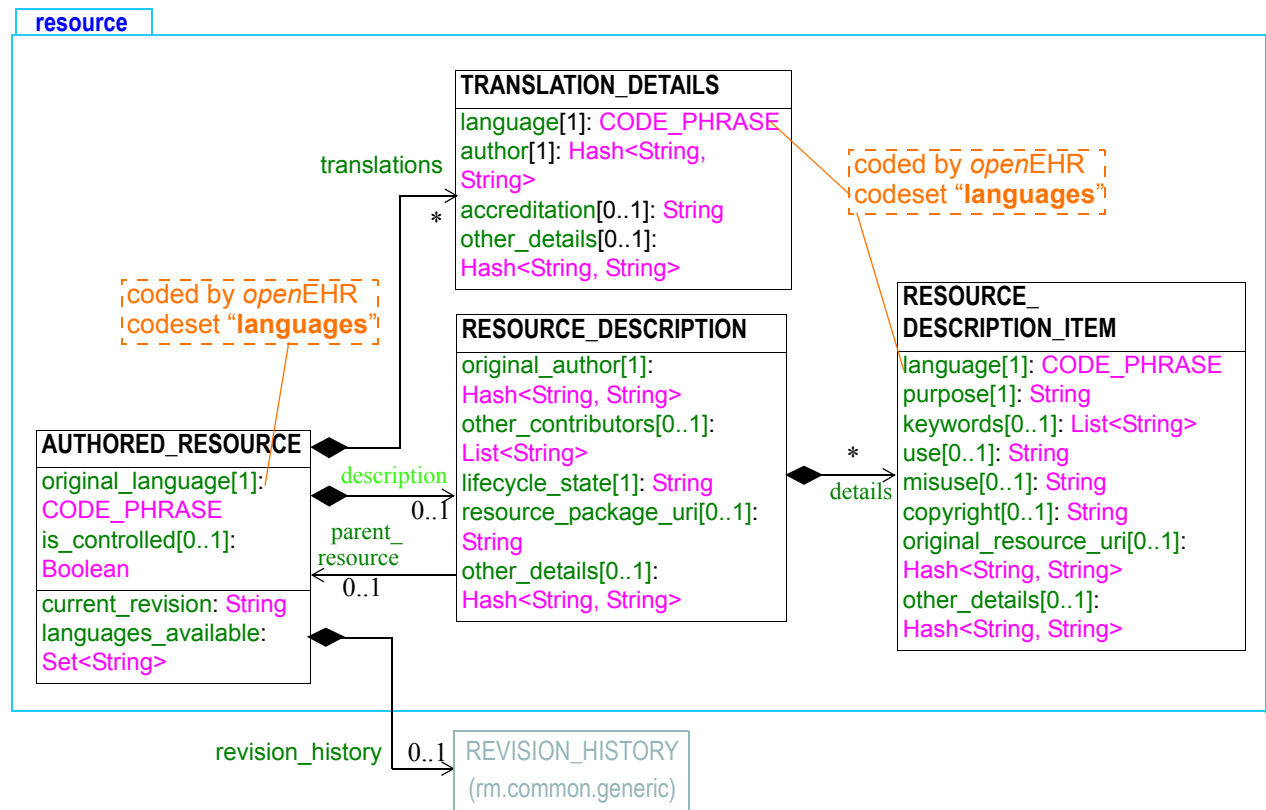 resource
TRANSLATION_DETAILS
language[1]: CODE_PHRASE
author[1]: Hash<String,
String>
accreditation[0..1]: String
other_details[0..1]:
Hash<String, String>
translations
*
coded by openEHR
codeset “languages”
coded by openEHR
codeset “languages”
RESOURCE_DESCRIPTION
original_author[1]:
Hash<String, String>
other_contributors[0..1]:
List<String>
lifecycle_state[1]: String
resource_package_uri[0..1]:
String
other_details[0..1]:
Hash<String, String>
RESOURCE_
DESCRIPTION_ITEM
language[1]: CODE_PHRASE
purpose[1]: String
keywords[0..1]: List<String>
use[0..1]: String
misuse[0..1]: String
copyright[0..1]: String
original_resource_uri[0..1]:
Hash<String, String>
other_details[0..1]:
Hash<String, String>
*
details
AUTHORED_RESOURCE
original_language[1]:
CODE_PHRASE
is_controlled[0..1]:
Boolean
current_revision: String
languages_available:
Set<String>
description
0..1
parent_
resource
0..1
revision_history
0..1
REVISION_HISTORY
(rm.common.generic)